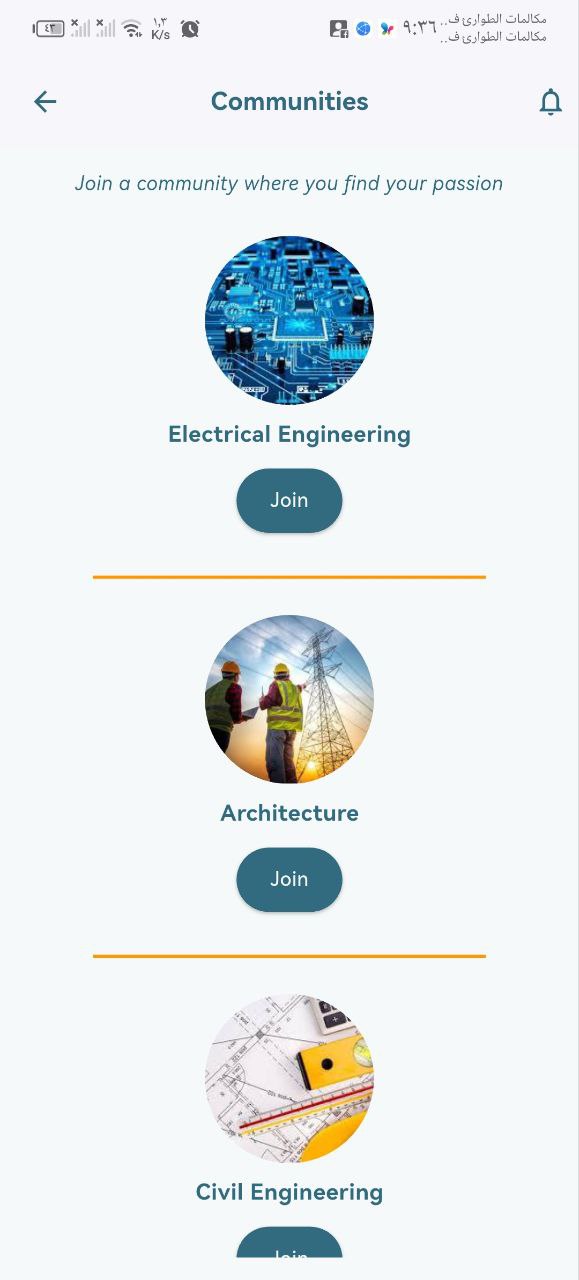 ٤٣
١,٣
K/s
٩:٣٦
مكالمات الطوارئ ف..
مكالمات الطوارئ ف..
Communities
Join a community where you find your passion
Electrical Engineering
Join
Architecture
Join
Civil Engineering
Join